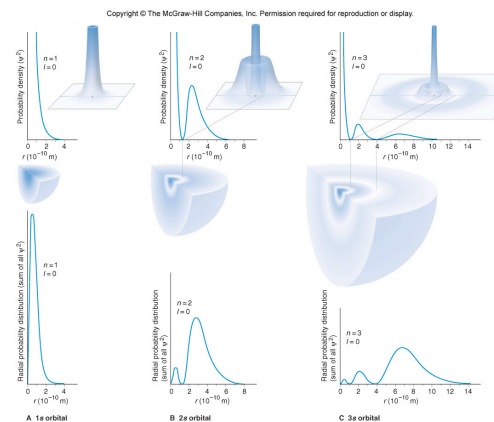 Copyright © The McGraw-Hill Companies, Inc. Permission required for reproduction or display.
Probability density (ψ²)
n = 1
l = 0
0 2 4
r (10⁻¹⁰ m)
Probability density (ψ²)
n = 2
l = 0
0 2 4 6 8
r (10⁻¹⁰ m)
Probability density (ψ²)
n = 3
l = 0
0 2 4 6 8 10
r (10⁻¹⁰ m)
Radial probability distribution (sum of all ψ²)
n = 1
l = 0
0 2 4
r (10⁻¹⁰ m)
Radial probability distribution
(sum of all ψ²)
n = 2
l = 0
0 2 4 6 8
r (10⁻¹⁰ m)
Radial probability distribution
(sum of all ψ²)
n = 3
l = 0
0 2 4 6 8 10 12 14
r (10⁻¹⁰ m)
A 1s orbital
B 2s orbital
C 3s orbital